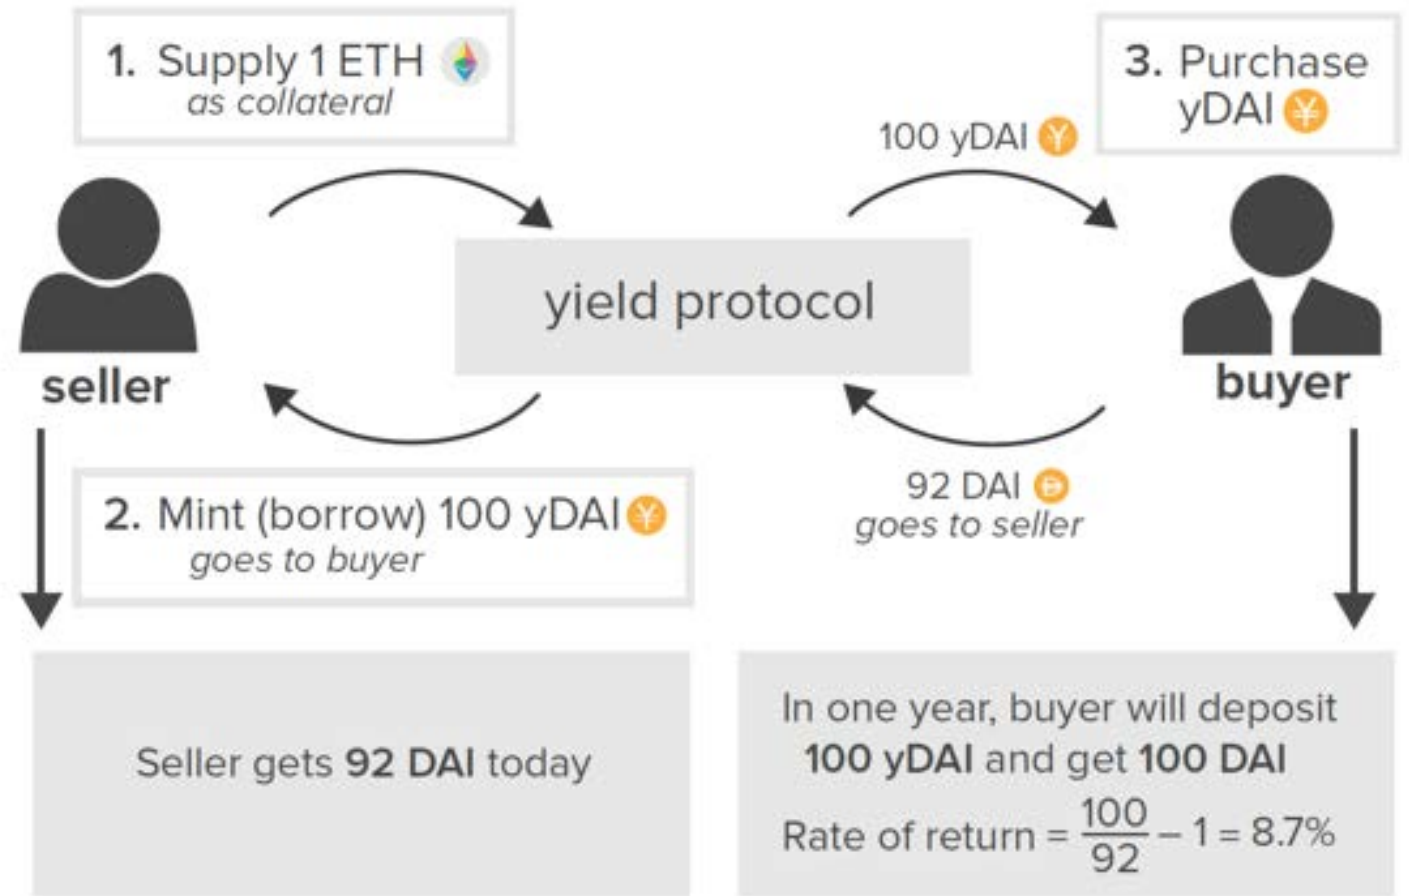 1. Supply 1 ETH
as collateral
3. Purchase
yDAI
100 yDAI
yield protocol
seller
buyer
2. Mint (borrow) 100 yDAI
goes to buyer
92 DAI
goes to seller
Seller gets 92 DAI today
In one year, buyer will deposit
100 yDAI and get 100 DAI
Rate of return = 100/92 – 1 = 8.7%